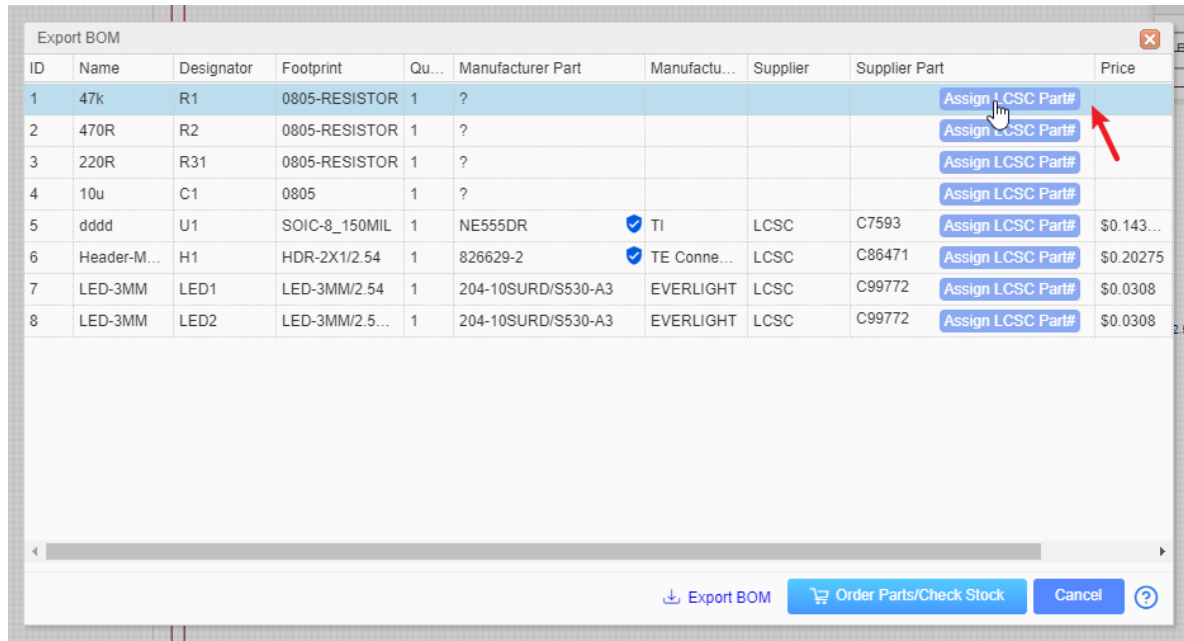 Export BOM
ID Name Designator Footprint Qu... Manufacturer Part Manufactu... Supplier Supplier Part Price
1 47k R1 0805-RESISTOR 1 ? Assign LCSC Part#
2 470R R2 0805-RESISTOR 1 ? Assign LCSC Part#
3 220R R31 0805-RESISTOR 1 ? Assign LCSC Part#
4 10u C1 0805 1 ? Assign LCSC Part#
5 dddd U1 SOIC-8_150MIL 1 NE555DR TI LCSC C7593 Assign LCSC Part# $0.143...
6 Header-M... H1 HDR-2X1/2.54 1 826629-2 TE Conne... LCSC C86471 Assign LCSC Part# $0.20275
7 LED-3MM LED1 LED-3MM/2.54 1 204-10SURD/S530-A3 EVERLIGHT LCSC C99772 Assign LCSC Part# $0.0308
8 LED-3MM LED2 LED-3MM/2.5... 1 204-10SURD/S530-A3 EVERLIGHT LCSC C99772 Assign LCSC Part# $0.0308
Export BOM Order Parts/Check Stock Cancel ?